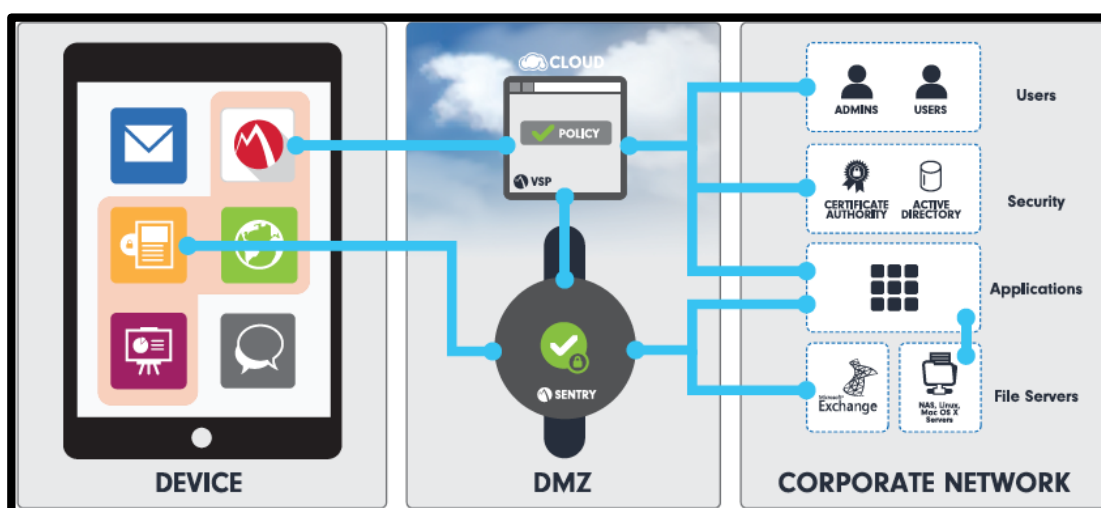 CLOUD
POLICY
VSP
SENTRY
ADMINS
USERS
Users
CERTIFICATE
AUTHORITY
ACTIVE
DIRECTORY
Security
Applications
Microsoft®
Exchange
NAS, Linux,
Mac OS X
Servers
File Servers
DEVICE
DMZ
CORPORATE NETWORK